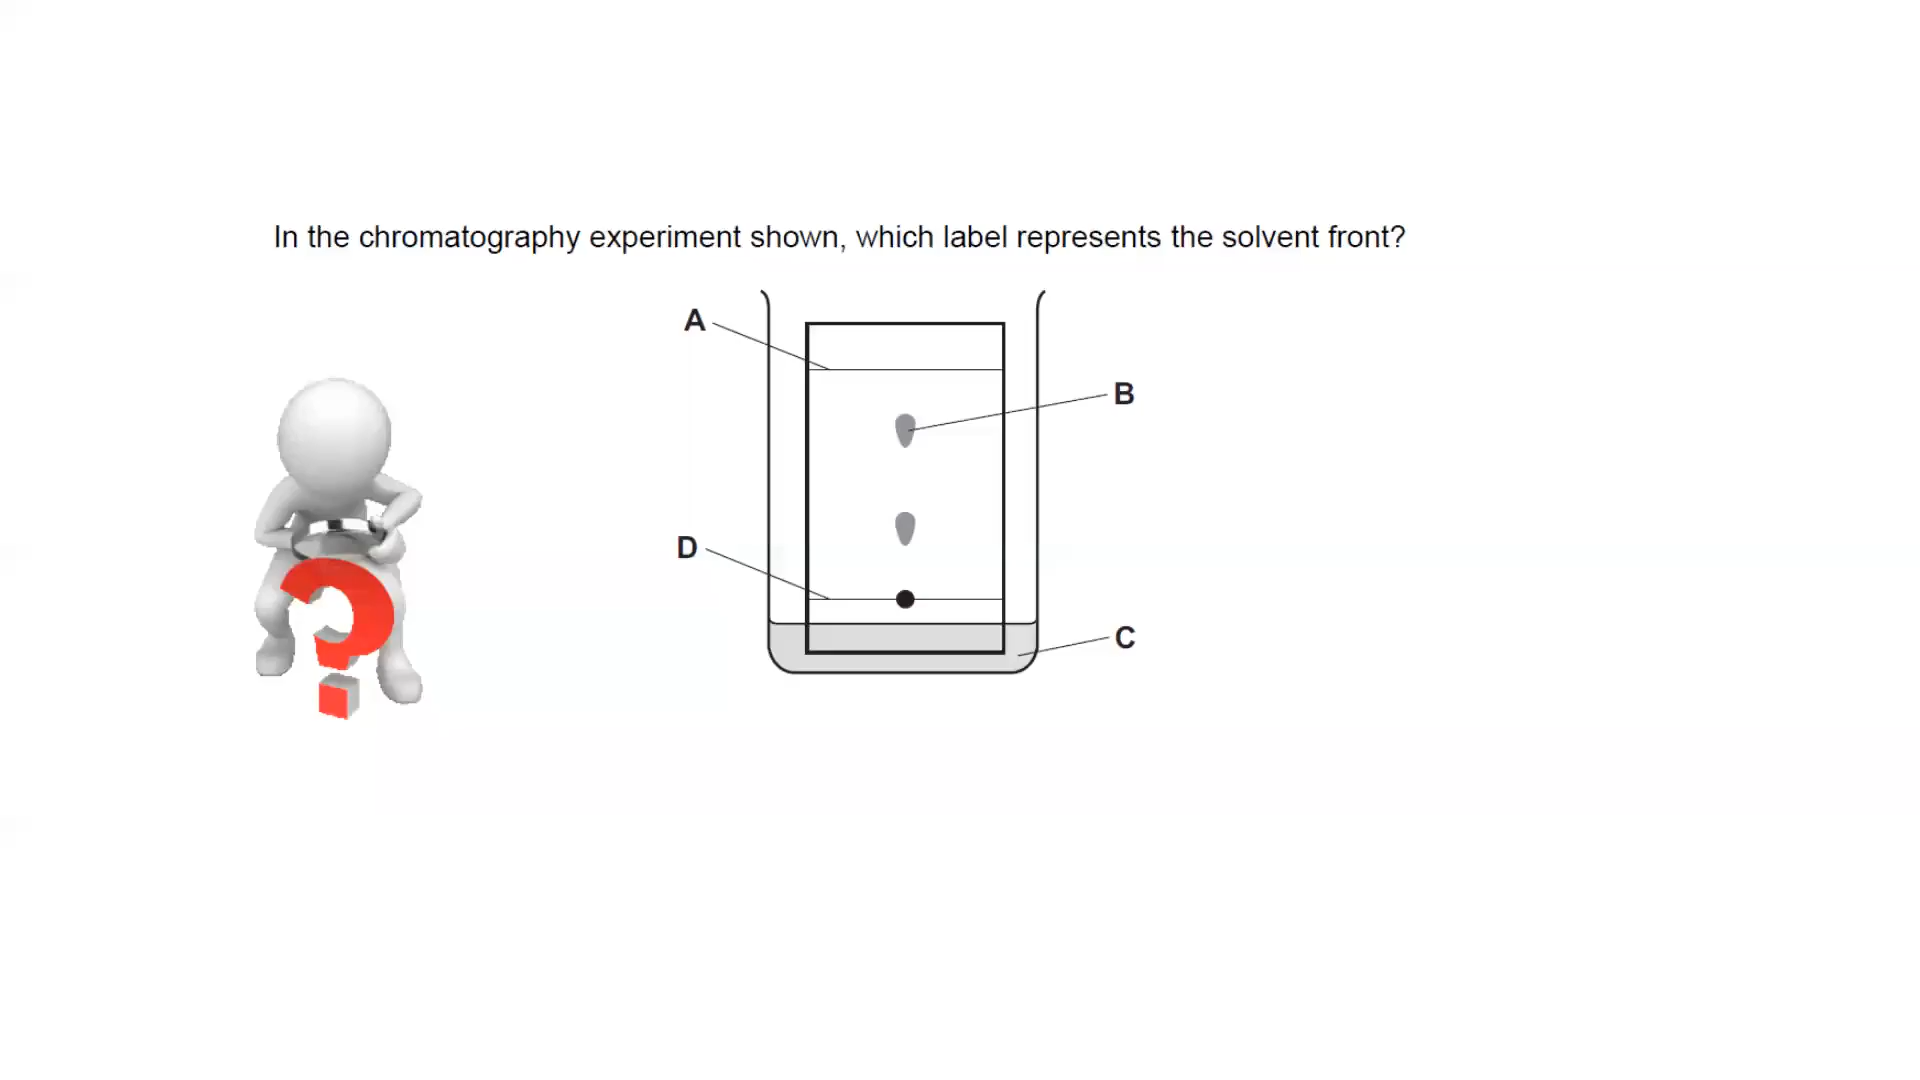 In the chromatography experiment shown, which label represents the solvent front?
A
B
D
C